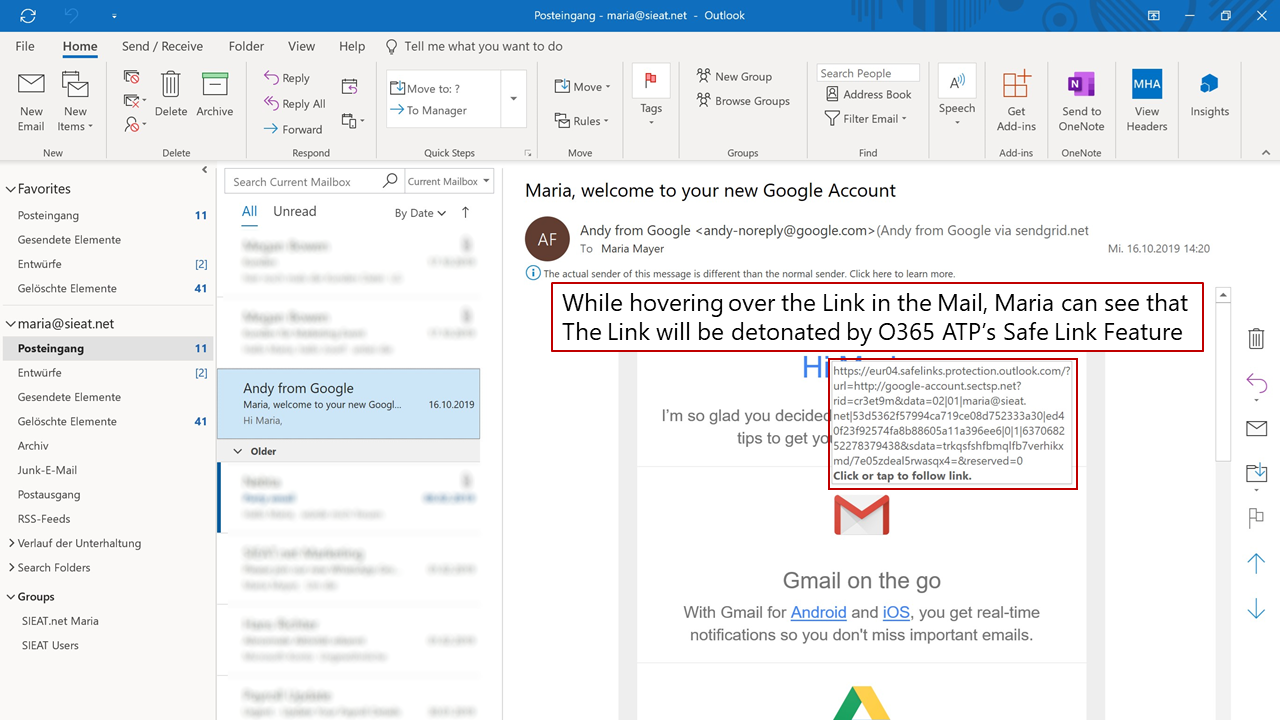 Posteingang - maria@sieat.net - Outlook
File Home Send / Receive Folder View Help Tell me what you want to do
New Email
New Items
New
Delete
Archive
Delete
Reply
Reply All
Forward
Respond
Move to: ?
To Manager
Quick Steps
Move
Rules
Move
Tags
New Group
Browse Groups
Groups
Search People
Address Book
Filter Email
Find
A
Speech
Get Add-ins
Add-ins
N
Send to OneNote
OneNote
MHA
View Headers
Insights
Favorites
Posteingang 11
Gesendete Elemente
Entwürfe [2]
Gelöschte Elemente 41
maria@sieat.net
Posteingang 11
Entwürfe [2]
Gesendete Elemente
Gelöschte Elemente 41
Archiv
Junk-E-Mail
Postausgang
RSS-Feeds
Verlauf der Unterhaltung
Search Folders
Groups
SIEAT.net Maria
SIEAT Users
Search Current Mailbox Current Mailbox
All Unread By Date
Andy from Google
Maria, welcome to your new Googl... 16.10.2019
Hi Maria,
Older
Maria, welcome to your new Google Account
AF
Andy from Google <andy-noreply@google.com>(Andy from Google via sendgrid.net
To Maria Mayer
Mi. 16.10.2019 14:20
The actual sender of this message is different than the normal sender. Click here to learn more.
While hovering over the Link in the Mail, Maria can see that
The Link will be detonated by O365 ATP's Safe Link Feature
Hi
I'm so glad you decided
tips to get you
https://eur04.safelinks.protection.outlook.com/?
url=http://google-account.sectsp.net?
rid=cr3et9m&data=02|01|maria@sieat.
net|53d5362f57994ca719ce08d752333a30|ed4
0f23f92574fa8b88605a11a396ee6|0|1|6370682
52278379438&sdata=trkqsfshfbmqlfb7verhikx
md/7e05zdeal5rwasqx4=&reserved=0
Click or tap to follow link.
Gmail on the go
With Gmail for Android and iOS, you get real-time
notifications so you don't miss important emails.